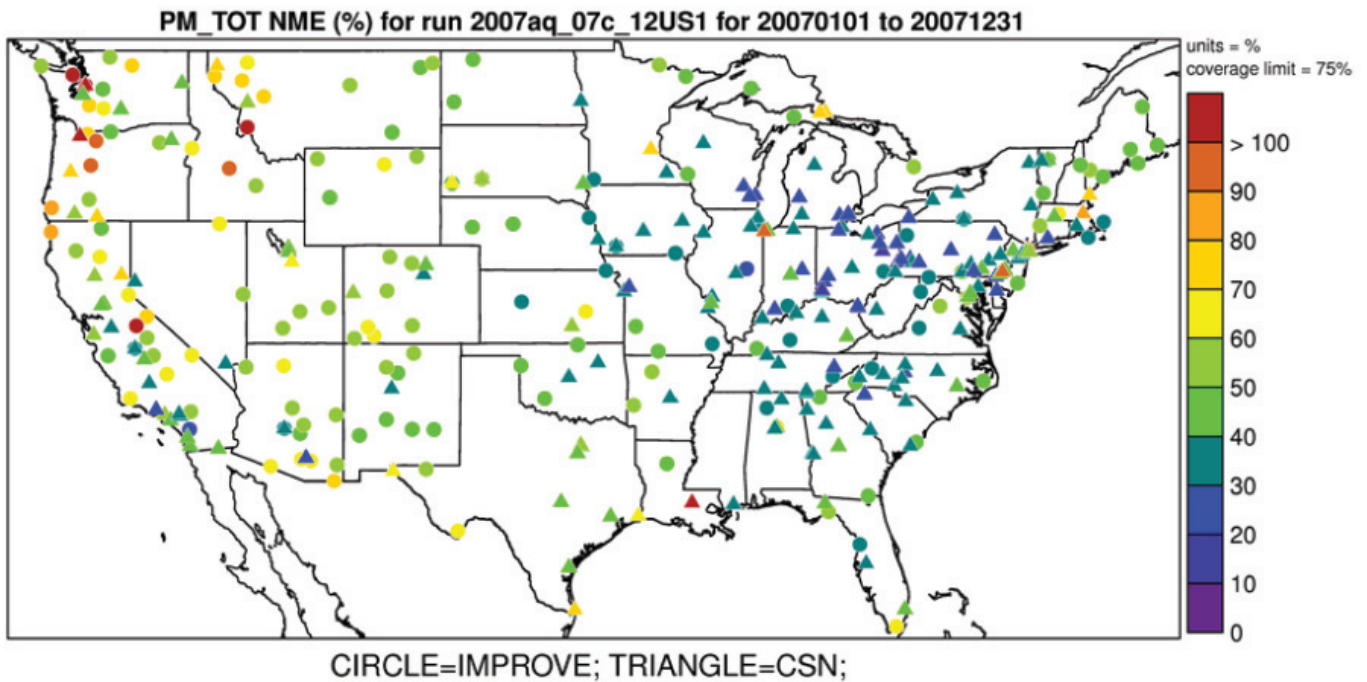 PM_TOT NME (%) for run 2007aq_07c_12US1 for 20070101 to 20071231
units = %
coverage limit = 75%
> 100
90
80
70
60
50
40
30
20
10
0
CIRCLE=IMPROVE; TRIANGLE=CSN;